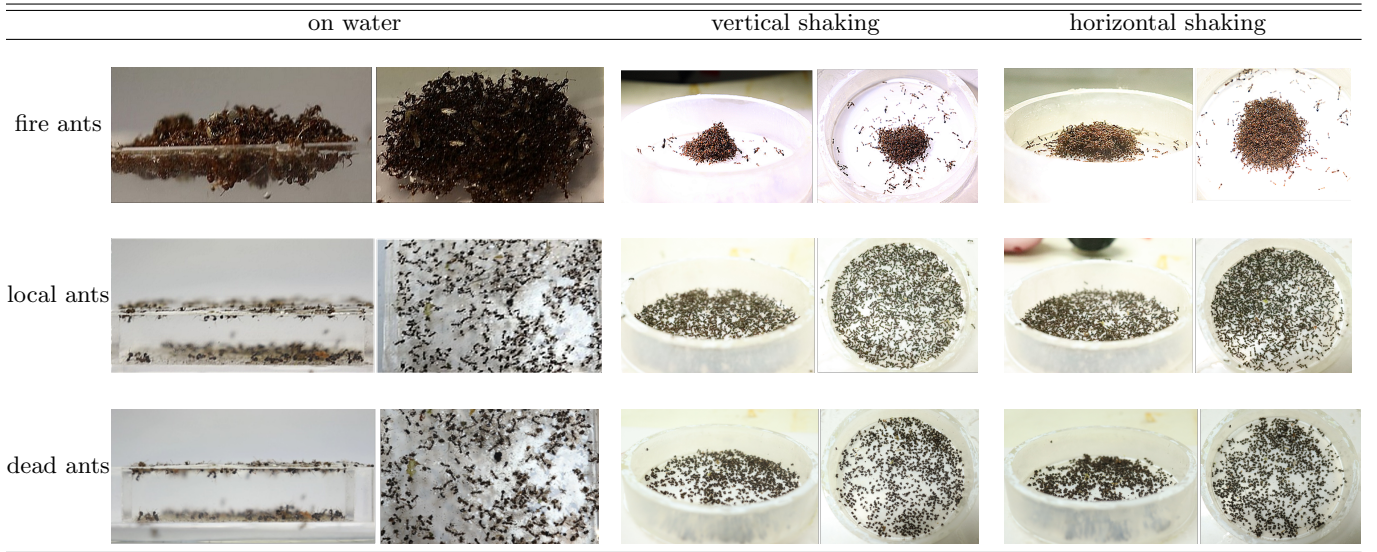 on water vertical shaking horizontal shaking
fire ants
local ants
dead ants